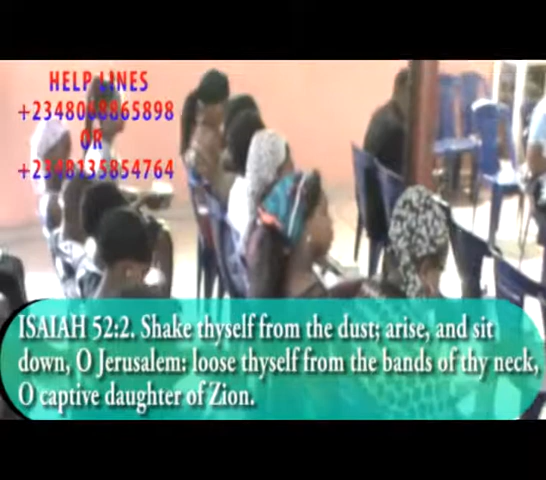 HELP LINES
+2348068865898
OR
+2348135854764
ISAIAH 52:2. Shake thyself from the dust; arise, and sit
down, O Jerusalem: loose thyself from the bands of thy neck,
O captive daughter of Zion.